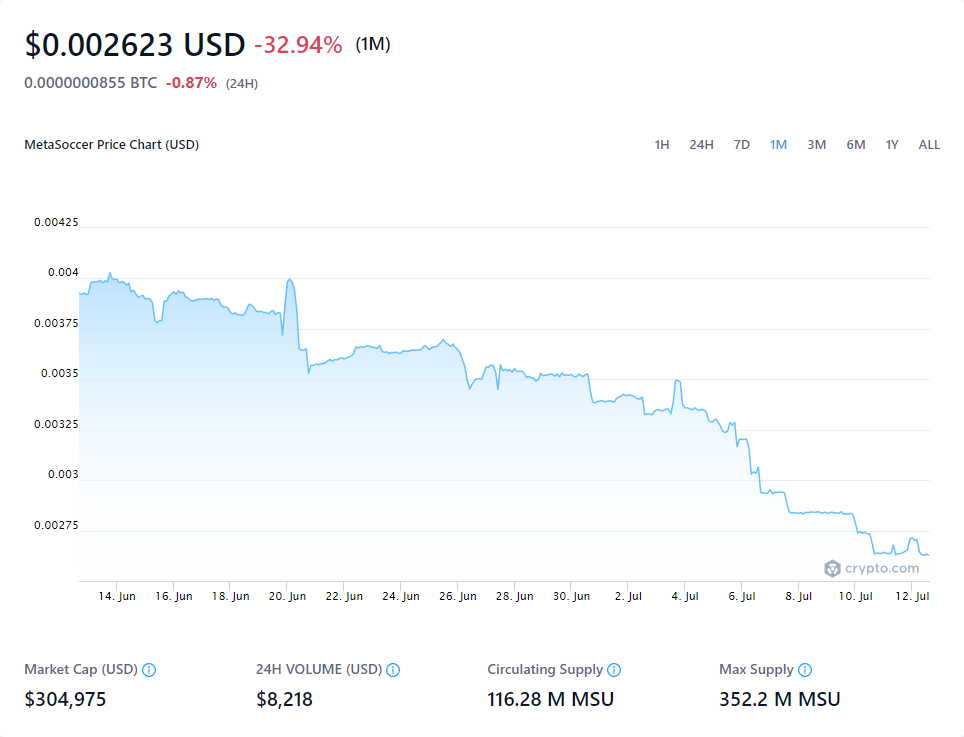 $0.002623 USD -32.94% (1M)
0.0000000855 BTC -0.87% (24H)
MetaSoccer Price Chart (USD) 1H 24H 7D 1M 3M 6M 1Y ALL
0.00425
0.004
0.00375
0.0035
0.00325
0.003
0.00275
crypto.com
14. Jun 16. Jun 18. Jun 20. Jun 22. Jun 24. Jun 26. Jun 28. Jun 30. Jun 2. Jul 4. Jul 6. Jul 8. Jul 10. Jul 12. Jul
Market Cap (USD) 24H VOLUME (USD) Circulating Supply Max Supply
$304,975 $8,218 116.28 M MSU 352.2 M MSU